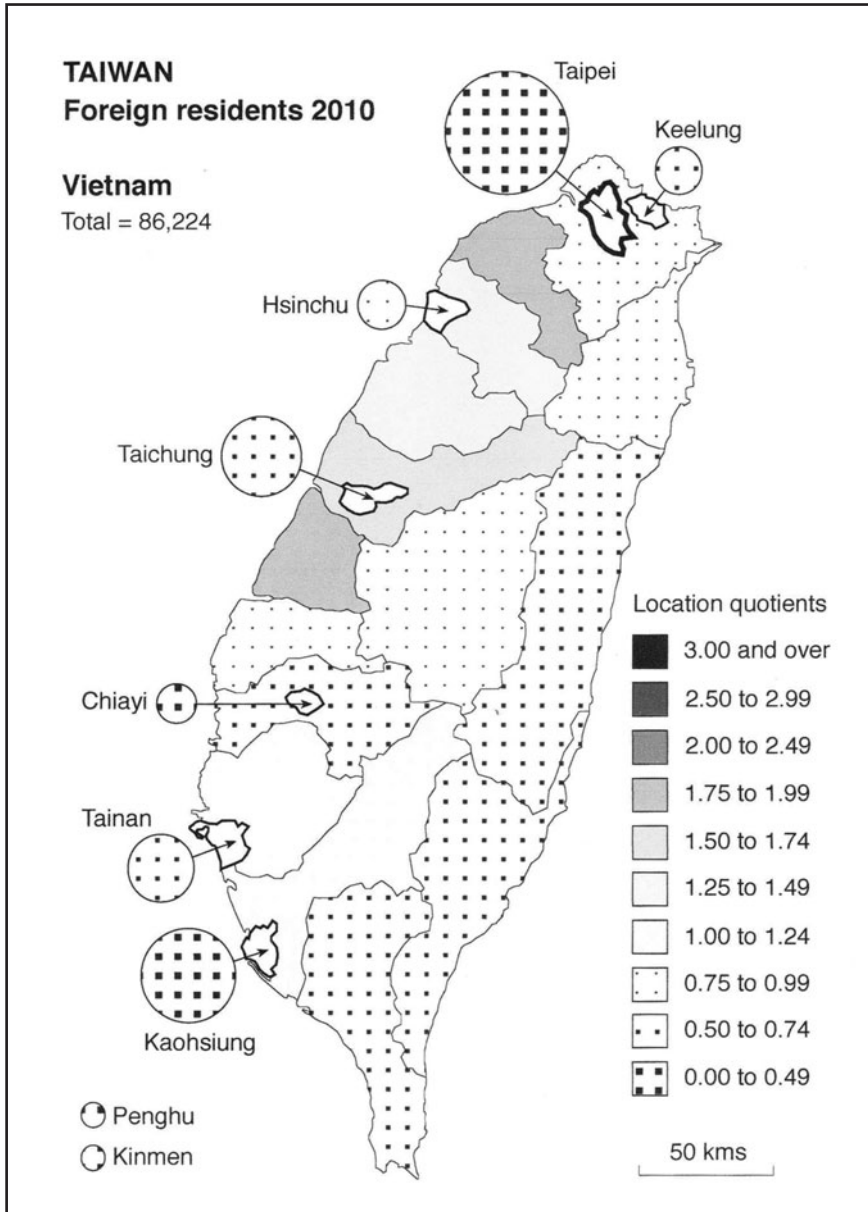 TAIWAN
Foreign residents 2010
Vietnam
Total = 86,224
Taipei
Keelung
Hsinchu
Taichung
Chiayi
Tainan
Kaohsiung
Penghu
Kinmen
Location quotients
3.00 and over
2.50 to 2.99
2.00 to 2.49
1.75 to 1.99
1.50 to 1.74
1.25 to 1.49
1.00 to 1.24
0.75 to 0.99
0.50 to 0.74
0.00 to 0.49
50 kms